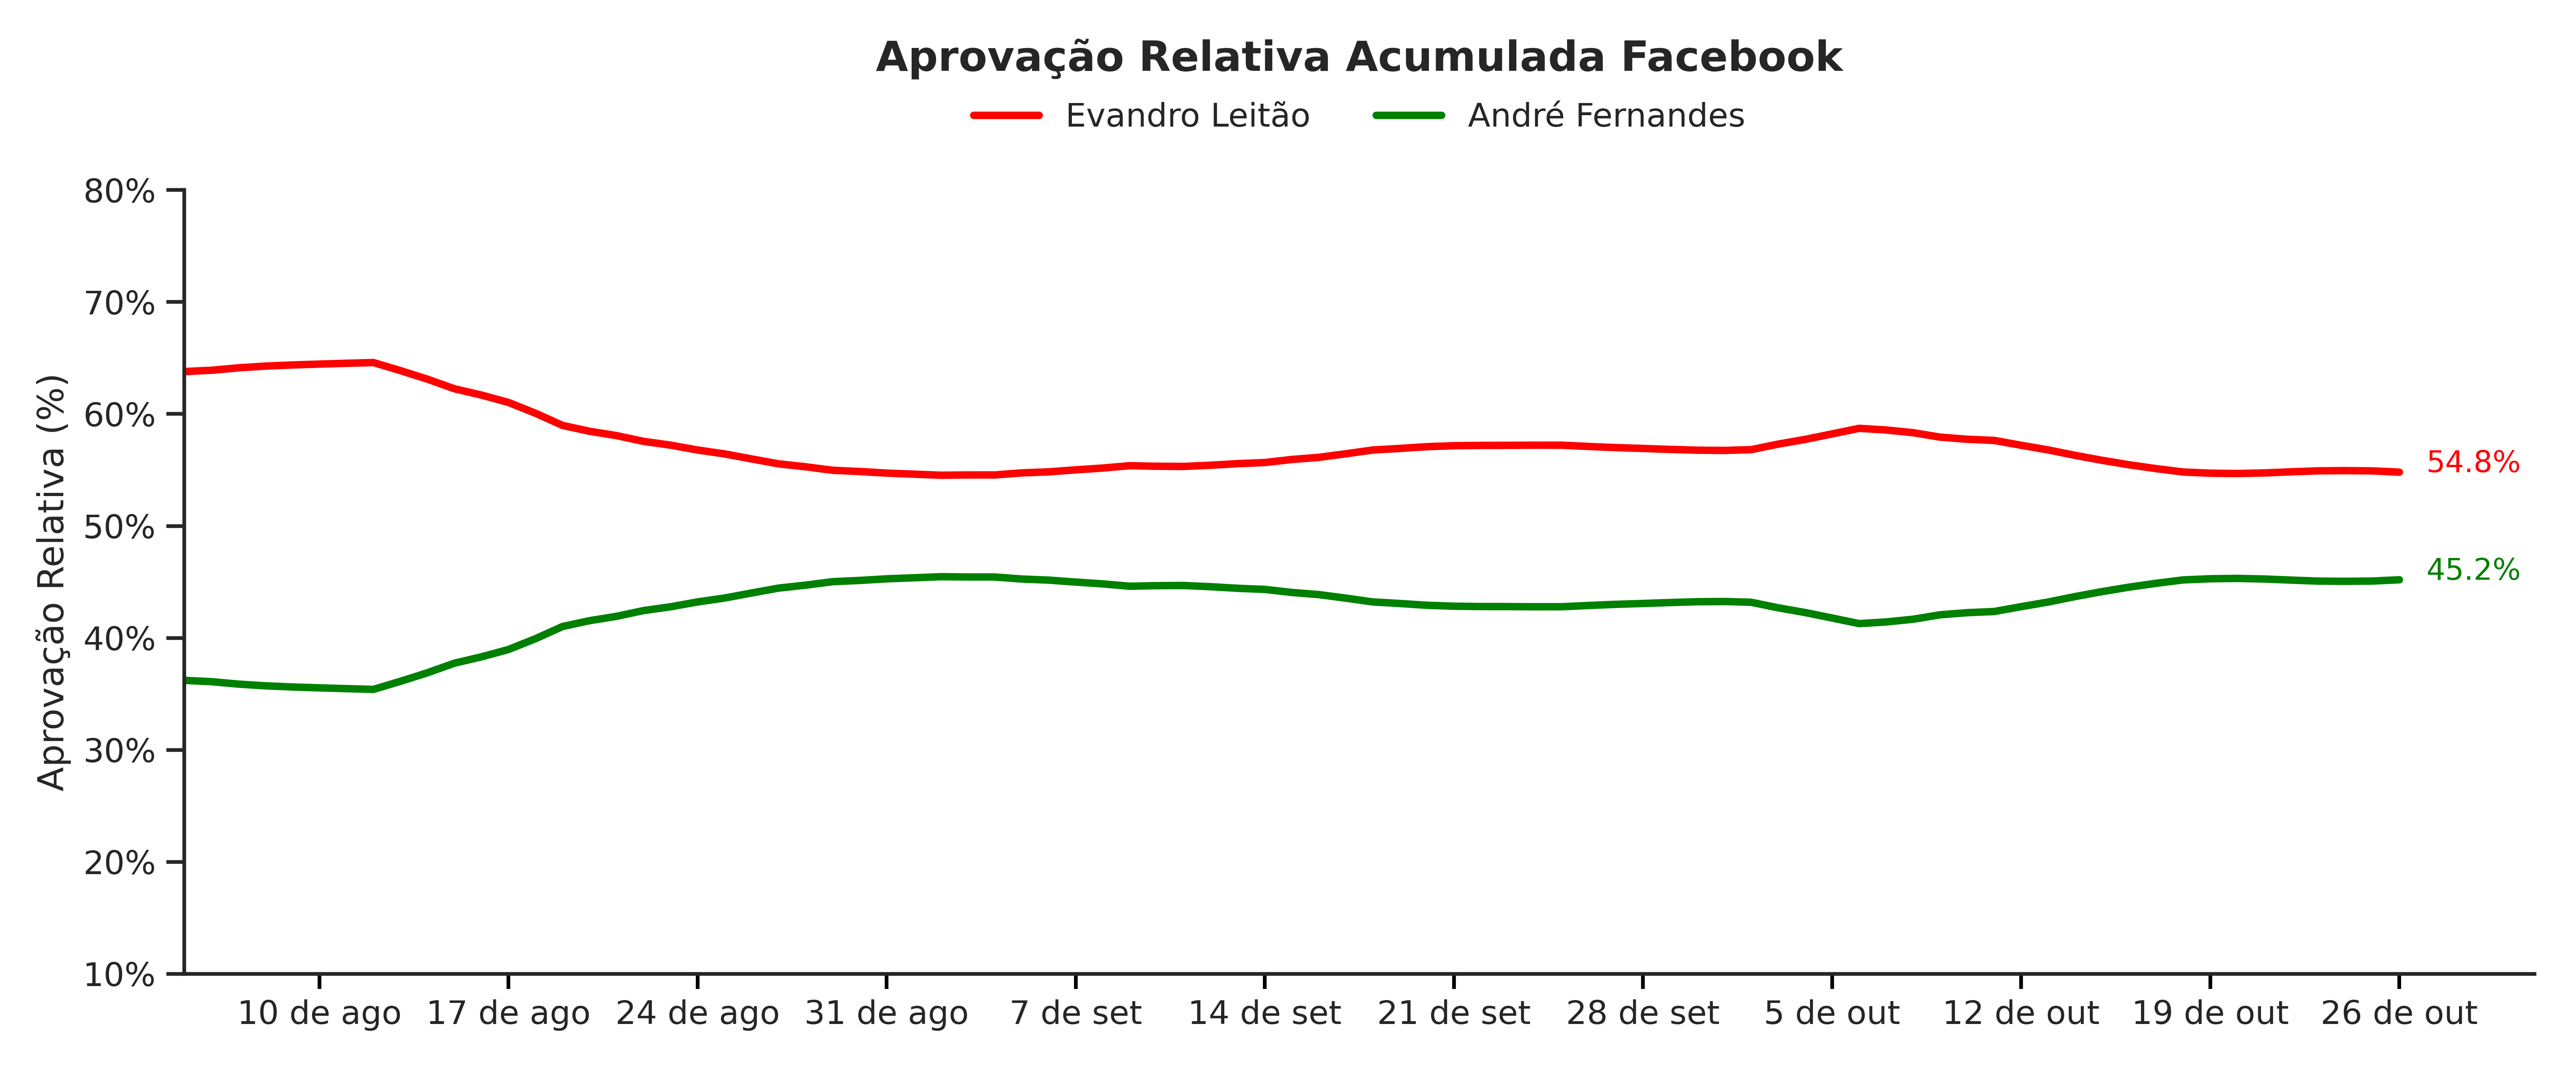 Aprovação Relativa Acumulada Facebook
Evandro Leitão
André Fernandes
Aprovação Relativa (%)
80%
70%
60%
50%
40%
30%
20%
10%
54.8%
45.2%
10 de ago
17 de ago
24 de ago
31 de ago
7 de set
14 de set
21 de set
28 de set
5 de out
12 de out
19 de out
26 de out